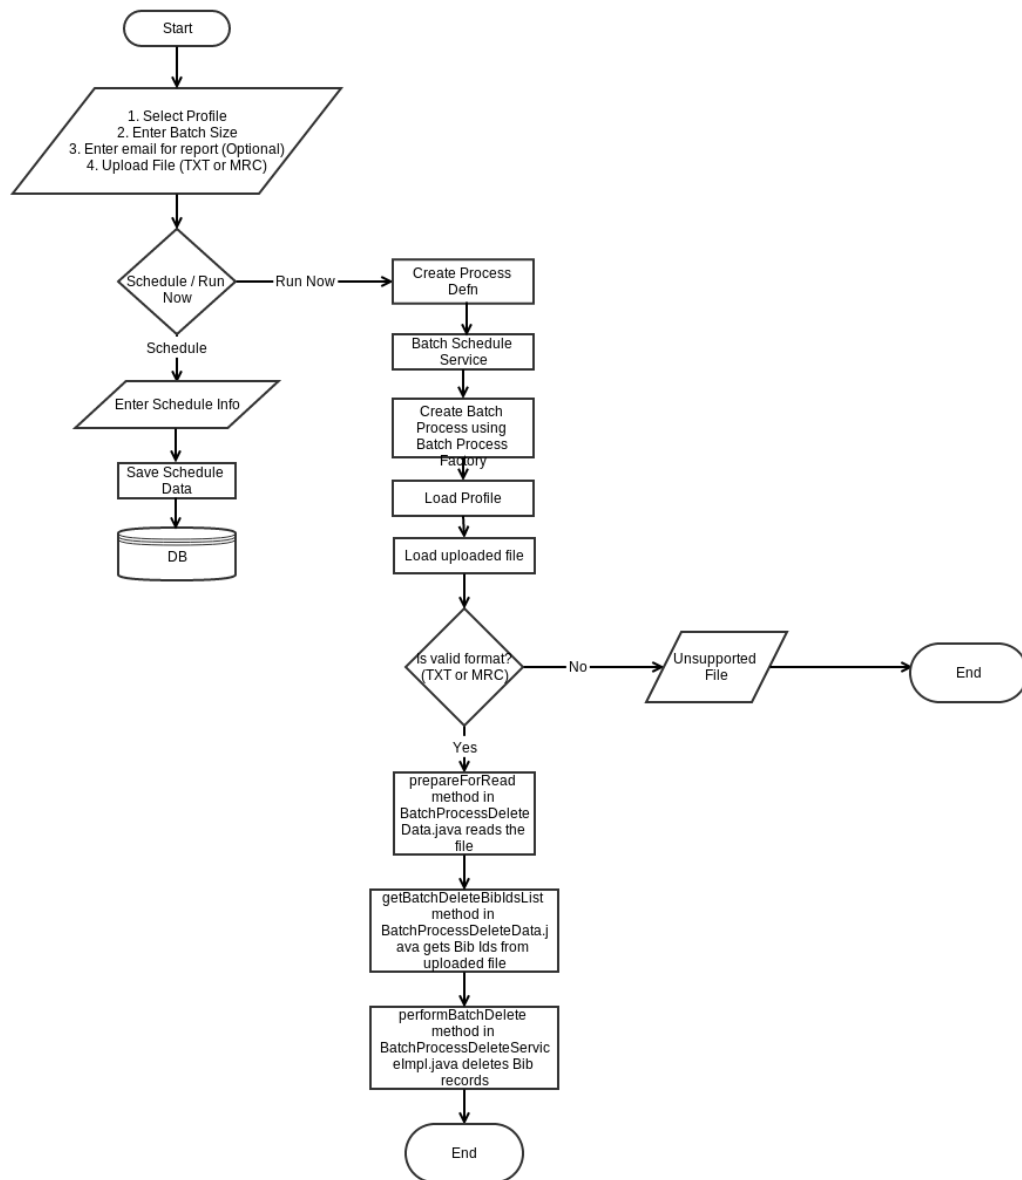 Start
1. Select Profile
2. Enter Batch Size
3. Enter email for report (Optional)
4. Upload File (TXT or MRC)
Schedule / Run
Now
Run Now
Create Process
Defn
Schedule
Batch Schedule
Service
Enter Schedule Info
Create Batch
Process using
Batch Process
Factory
Save Schedule
Data
Load Profile
DB
Load uploaded file
Is valid format?
(TXT or MRC)
No
Unsupported
File
End
Yes
prepareForRead
method in
BatchProcessDelete
Data.java reads the
file
getBatchDeleteBibIdsList
method in
BatchProcessDeleteData.j
ava gets Bib Ids from
uploaded file
performBatchDelete
method in
BatchProcessDeleteServic
eImpl.java deletes Bib
records
End